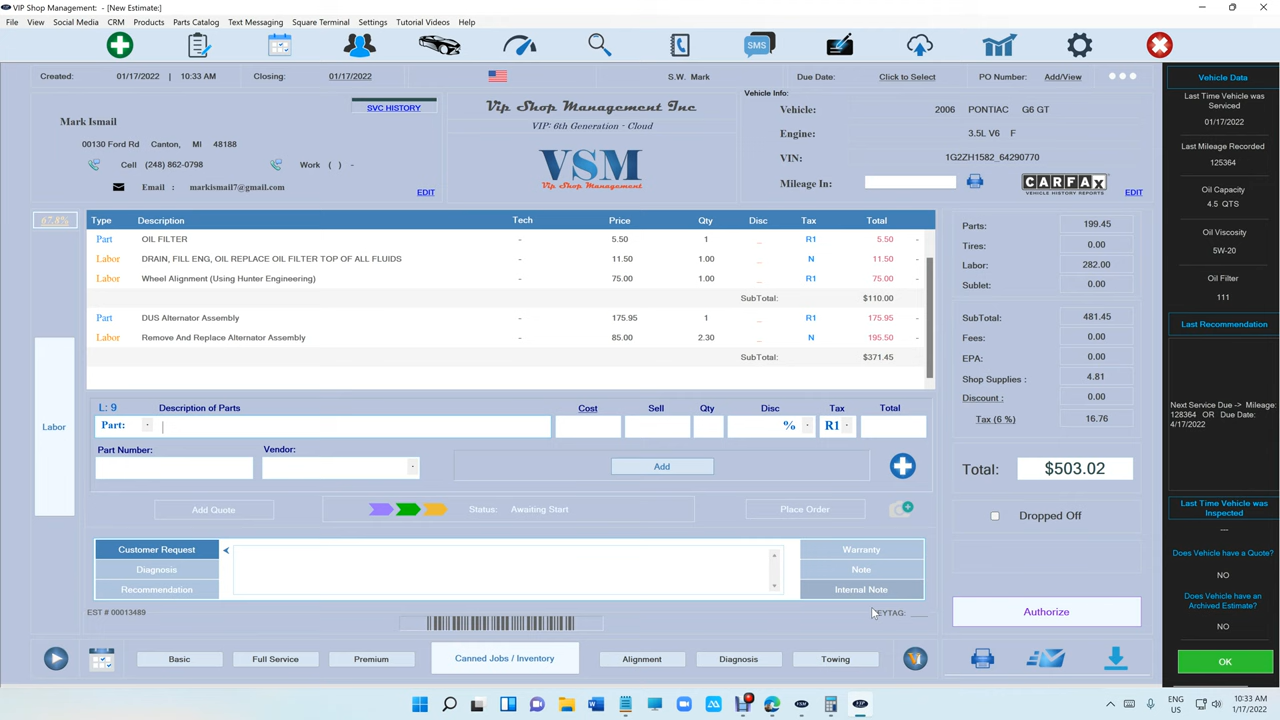 VIP Shop Management: - [New Estimate:]
File View Social Media CRM Products Parts Catalog Text Messaging Square Terminal Settings Tutorial Videos Help
SMS
Created: 01/17/2022 | 10:33 AM Closing: 01/17/2022 S.W. Mark Due Date: Click to Select PO Number: Add/View
SVC HISTORY
Mark Ismail
00130 Ford Rd Canton, MI 48188
Cell (248) 862-0798 Work ( ) -
Email : markismail7@gmail.com
EDIT
Vip Shop Management Inc
VIP: 6th Generation - Cloud
VSM
Vip Shop Management
Vehicle Info:
Vehicle: 2006 PONTIAC G6 GT
Engine: 3.5L V6 F
VIN: 1G2ZH1582_64290770
Mileage In:
CARFAX
VEHICLE HISTORY REPORTS
EDIT
67.8%
Type Description Tech Price Qty Disc Tax Total
Part OIL FILTER - 5.50 1 _ R1 5.50 -
Labor DRAIN, FILL ENG, OIL REPLACE OIL FILTER TOP OF ALL FLUIDS - 11.50 1.00 _ N 11.50 -
Labor Wheel Alignment (Using Hunter Engineering) - 75.00 1.00 _ R1 75.00 -
SubTotal: $110.00
Part DUS Alternator Assembly - 175.95 1 _ R1 175.95 -
Labor Remove And Replace Alternator Assembly - 85.00 2.30 _ N 195.50 -
SubTotal: $371.45
Labor
L: 9 Description of Parts Cost Sell Qty Disc Tax Total
Part: % R1
Part Number: Vendor:
Add
Add Quote Status: Awaiting Start Place Order
Customer Request
Diagnosis
Recommendation
Warranty
Note
Internal Note
EST # 00013489 EYTAG: ____
Basic Full Service Premium Canned Jobs / Inventory Alignment Diagnosis Towing
Parts: 199.45
Tires: 0.00
Labor: 282.00
Sublet: 0.00
SubTotal: 481.45
Fees: 0.00
EPA: 0.00
Shop Supplies : 4.81
Discount : 0.00
Tax (6 %) 16.76
Total: $503.02
Dropped Off
Authorize
Vehicle Data
Last Time Vehicle was
Serviced
01/17/2022
Last Mileage Recorded
125364
Oil Capacity
4.5 QTS
Oil Viscosity
5W-20
Oil Filter
111
Last Recommendation
Next Service Due -> Mileage:
128364 OR Due Date:
4/17/2022
Last Time Vehicle was
Inspected
---
Does Vehicle have a Quote?
NO
Does Vehicle have an
Archived Estimate?
NO
OK
ENG
US
10:33 AM
1/17/2022